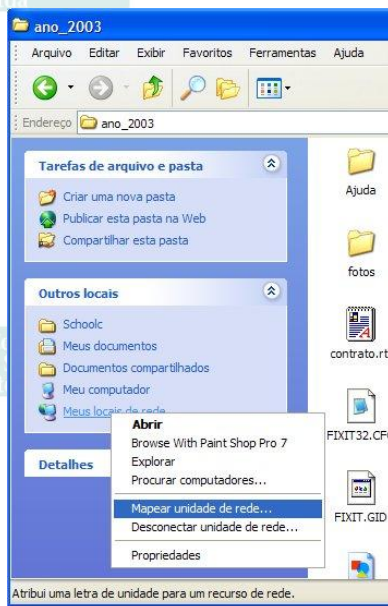 ano_2003
Arquivo Editar Exibir Favoritos Ferramentas Ajuda
Endereço ano_2003
Tarefas de arquivo e pasta
Criar uma nova pasta
Publicar esta pasta na Web
Compartilhar esta pasta
Outros locais
Schoolc
Meus documentos
Documentos compartilhados
Meu computador
Meus locais de rede
Detalhes
Abrir
Browse With Paint Shop Pro 7
Explorar
Procurar computadores...
Mapear unidade de rede...
Desconectar unidade de rede...
Propriedades
Ajuda
fotos
contrato.rt
FIXIT32.CF
FIXIT.GID
Atribui uma letra de unidade para um recurso de rede.